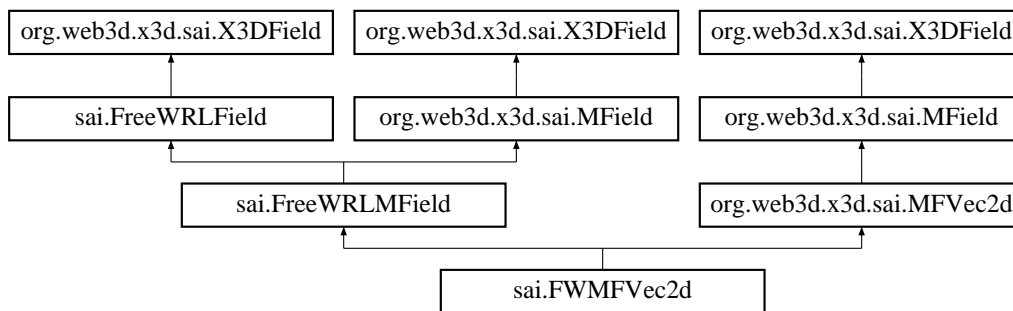 org.web3d.x3d.sai.X3DField org.web3d.x3d.sai.X3DField org.web3d.x3d.sai.X3DField
sai.FreeWRLField org.web3d.x3d.sai.MField org.web3d.x3d.sai.MField
sai.FreeWRLMField org.web3d.x3d.sai.MFVec2d
sai.FWMFVec2d